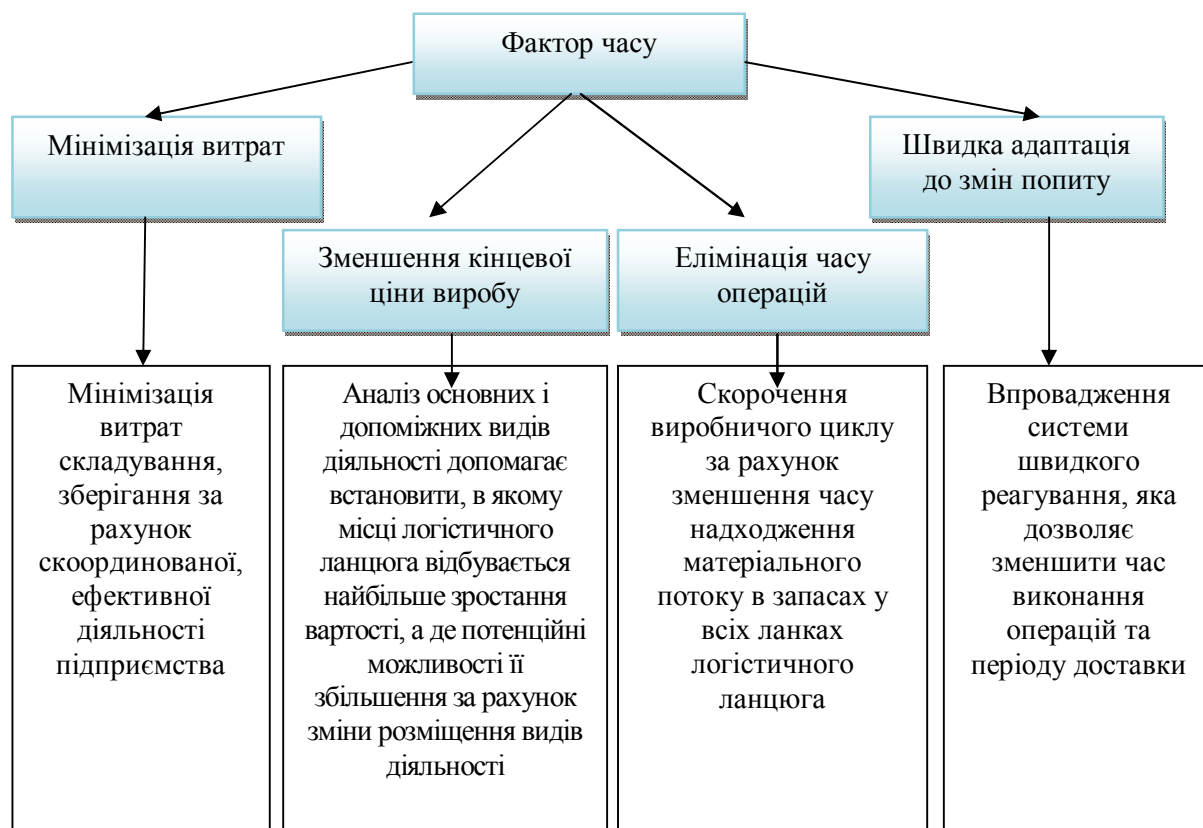 Фактор часу
Мінімізація витрат
Швидка адаптація
до змін попиту
Зменшення кінцевої
ціни виробу
Елімінація часу
операцій
Мінімізація
витрат
складування,
зберігання за
рахунок
скоординованої,
ефективної
діяльності
підприємства
Аналіз основних і
допоміжних видів
діяльності допомагає
встановити, в якому
місці логістичного
ланцюга відбувається
найбільше зростання
вартості, а де потенційні
можливості її
збільшення за рахунок
зміни розміщення видів
діяльності
Скорочення
виробничого циклу
за рахунок
зменшення часу
надходження
матеріального
потоку в запасах у
всіх ланках
логістичного
ланцюга
Впровадження
системи
швидкого
реагування, яка
дозволяє
зменшити час
виконання
операцій та
періоду доставки